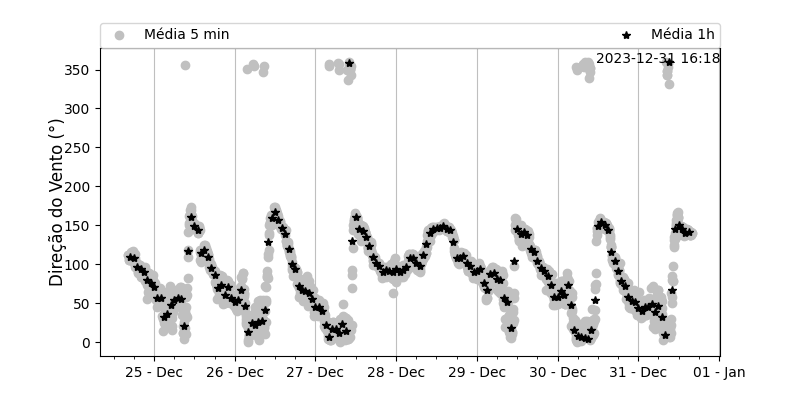 Média 5 min
Média 1h
2023-12-31 16:18
Direção do Vento (°)
350
300
250
200
150
100
50
0
25 - Dec
26 - Dec
27 - Dec
28 - Dec
29 - Dec
30 - Dec
31 - Dec
01 - Jan